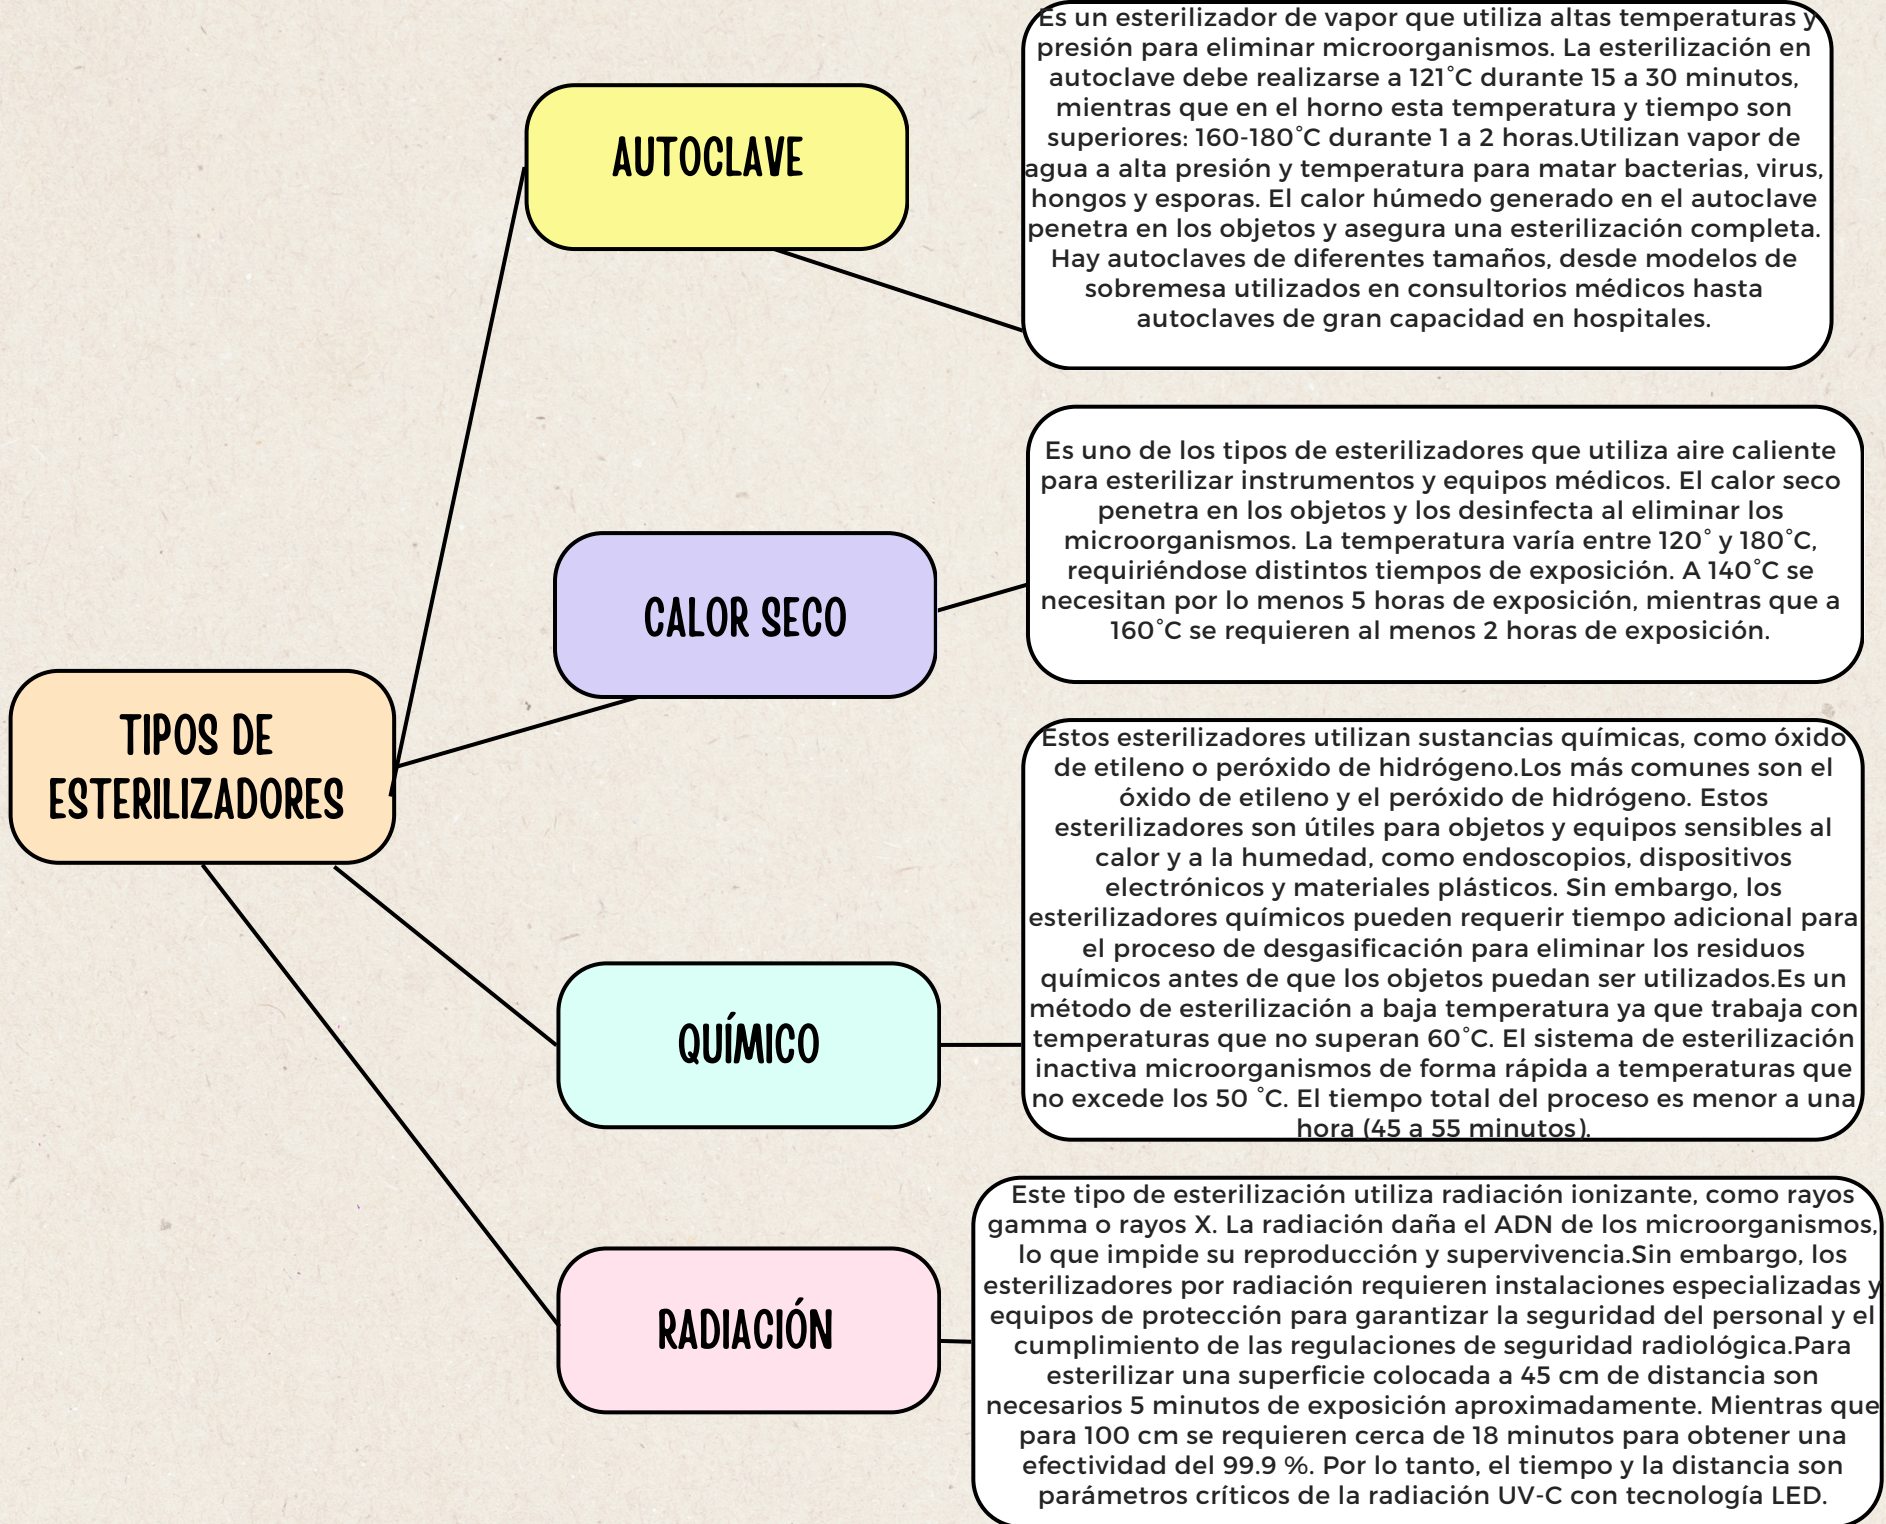 Es un esterilizador de vapor que utiliza altas temperaturas y
presión para eliminar microorganismos. La esterilización en
autoclave debe realizarse a 121°C durante 15 a 30 minutos,
mientras que en el horno esta temperatura y tiempo son
superiores: 160-180°C durante 1 a 2 horas.Utilizan vapor de
agua a alta presión y temperatura para matar bacterias, virus,
hongos y esporas. El calor húmedo generado en el autoclave
penetra en los objetos y asegura una esterilización completa.
Hay autoclaves de diferentes tamaños, desde modelos de
sobremesa utilizados en consultorios médicos hasta
autoclaves de gran capacidad en hospitales.
AUTOCLAVE
Es uno de los tipos de esterilizadores que utiliza aire caliente
para esterilizar instrumentos y equipos médicos. El calor seco
penetra en los objetos y los desinfecta al eliminar los
microorganismos. La temperatura varía entre 120° y 180°C,
requiriéndose distintos tiempos de exposición. A 140°C se
necesitan por lo menos 5 horas de exposición, mientras que a
160°C se requieren al menos 2 horas de exposición.
CALOR SECO
TIPOS DE
ESTERILIZADORES
Estos esterilizadores utilizan sustancias químicas, como óxido
de etileno o peróxido de hidrógeno.Los más comunes son el
óxido de etileno y el peróxido de hidrógeno. Estos
esterilizadores son útiles para objetos y equipos sensibles al
calor y a la humedad, como endoscopios, dispositivos
electrónicos y materiales plásticos. Sin embargo, los
esterilizadores químicos pueden requerir tiempo adicional para
el proceso de desgasificación para eliminar los residuos
químicos antes de que los objetos puedan ser utilizados.Es un
método de esterilización a baja temperatura ya que trabaja con
temperaturas que no superan 60°C. El sistema de esterilización
inactiva microorganismos de forma rápida a temperaturas que
no excede los 50 °C. El tiempo total del proceso es menor a una
hora (45 a 55 minutos).
QUÍMICO
Este tipo de esterilización utiliza radiación ionizante, como rayos
gamma o rayos X. La radiación daña el ADN de los microorganismos,
lo que impide su reproducción y supervivencia.Sin embargo, los
esterilizadores por radiación requieren instalaciones especializadas y
equipos de protección para garantizar la seguridad del personal y el
cumplimiento de las regulaciones de seguridad radiológica.Para
esterilizar una superficie colocada a 45 cm de distancia son
necesarios 5 minutos de exposición aproximadamente. Mientras que
para 100 cm se requieren cerca de 18 minutos para obtener una
efectividad del 99.9 %. Por lo tanto, el tiempo y la distancia son
parámetros críticos de la radiación UV-C con tecnología LED.
RADIACIÓN